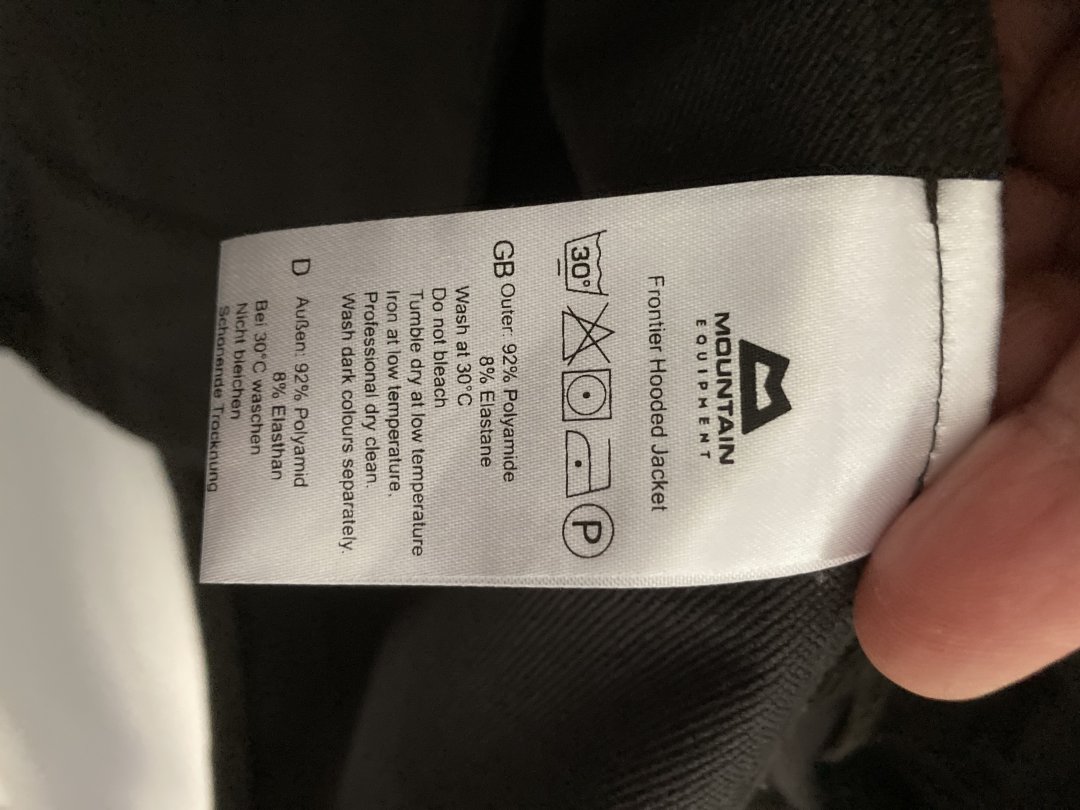 MOUNTAIN
EQUIPMENT
Frontier Hooded Jacket
30°
P
GB Outer: 92% Polyamide
8% Elastane
Wash at 30°C
Do not bleach
Tumble dry at low temperature
Iron at low temperature.
Professional dry clean.
Wash dark colours separately.
D Außen: 92% Polyamid
8% Elasthan
Bei 30°C waschen
Nicht bleichen
Schonende Trocknung